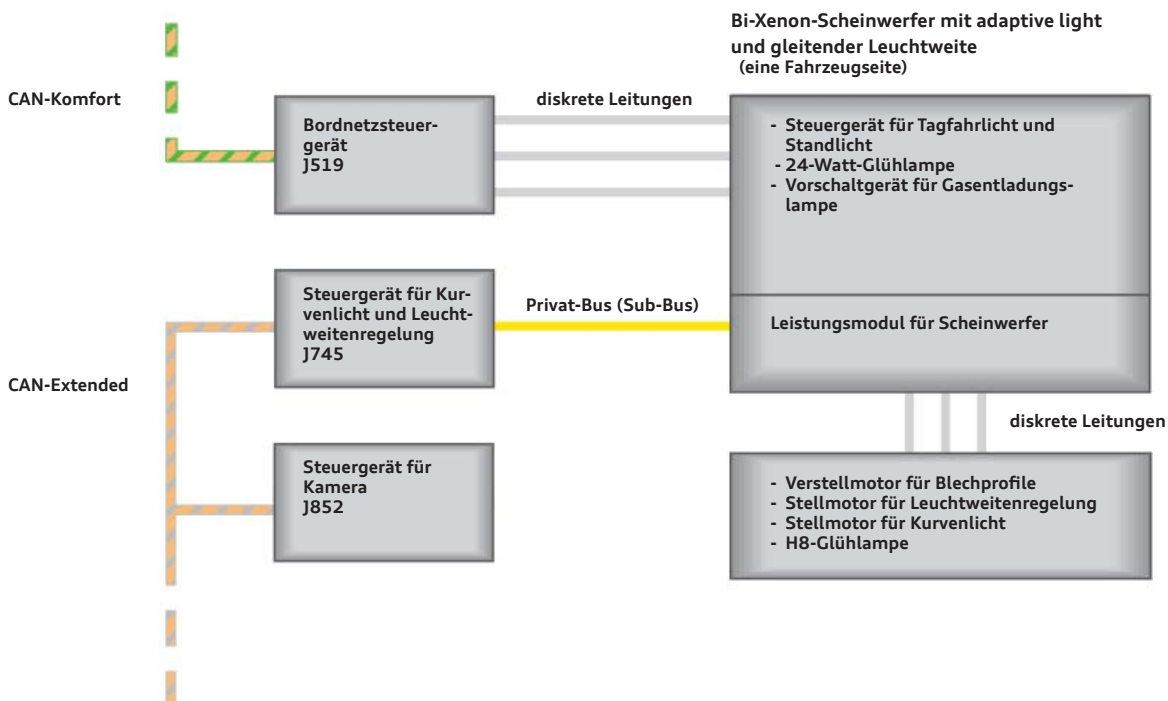 Bi-Xenon-Scheinwerfer mit adaptive light
und gleitender Leuchtweite
(eine Fahrzeugseite)
CAN-Komfort
Bordnetzsteuer-
gerät
J519
diskrete Leitungen
- Steuergerät für Tagfahrlicht und
Standlicht
- 24-Watt-Glühlampe
- Vorschaltgerät für Gasentladungs-
lampe
CAN-Extended
Steuergerät für Kur-
venlicht und Leucht-
weitenregelung
J745
Privat-Bus (Sub-Bus)
Leistungsmodul für Scheinwerfer
diskrete Leitungen
Steuergerät für
Kamera
J852
- Verstellmotor für Blechprofile
- Stellmotor für Leuchtweitenregelung
- Stellmotor für Kurvenlicht
- H8-Glühlampe